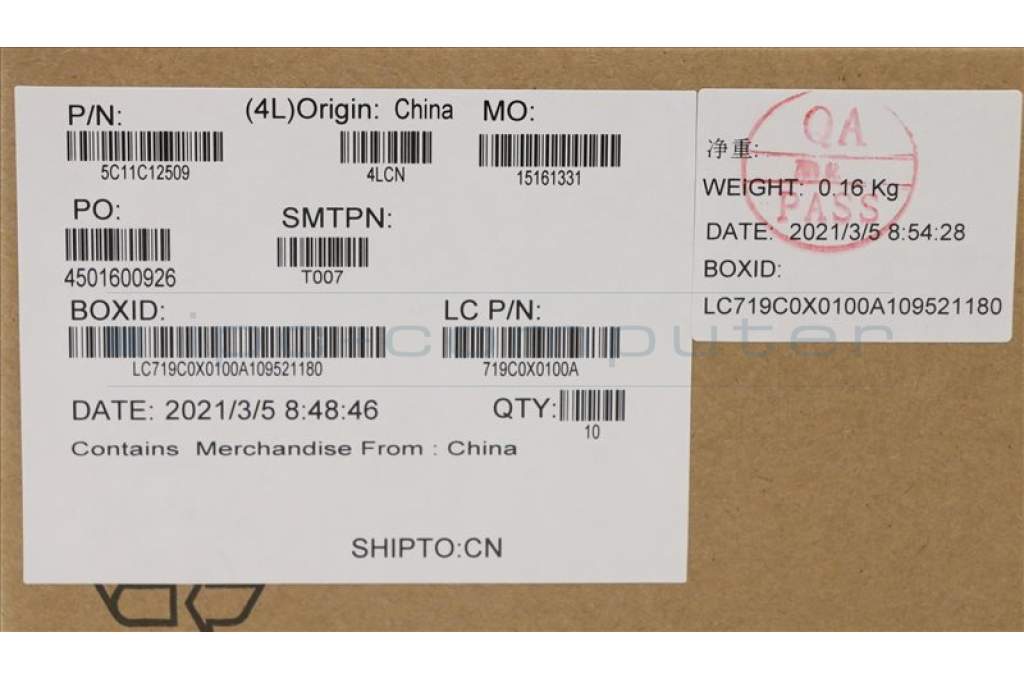 P/N:
5C11C12509
(4L)Origin: China
4LCN
MO:
15161331
PO:
4501600926
SMTPN:
T007
BOXID:
LC719C0X0100A109521180
LC P/N:
719C0X0100A
DATE: 2021/3/5 8:48:46
QTY:
10
Contains Merchandise From : China
SHIPTO:CN
QA
PASS
净重:
WEIGHT: 0.16 Kg
DATE: 2021/3/5 8:54:28
BOXID:
LC719C0X0100A109521180
ipc-computer